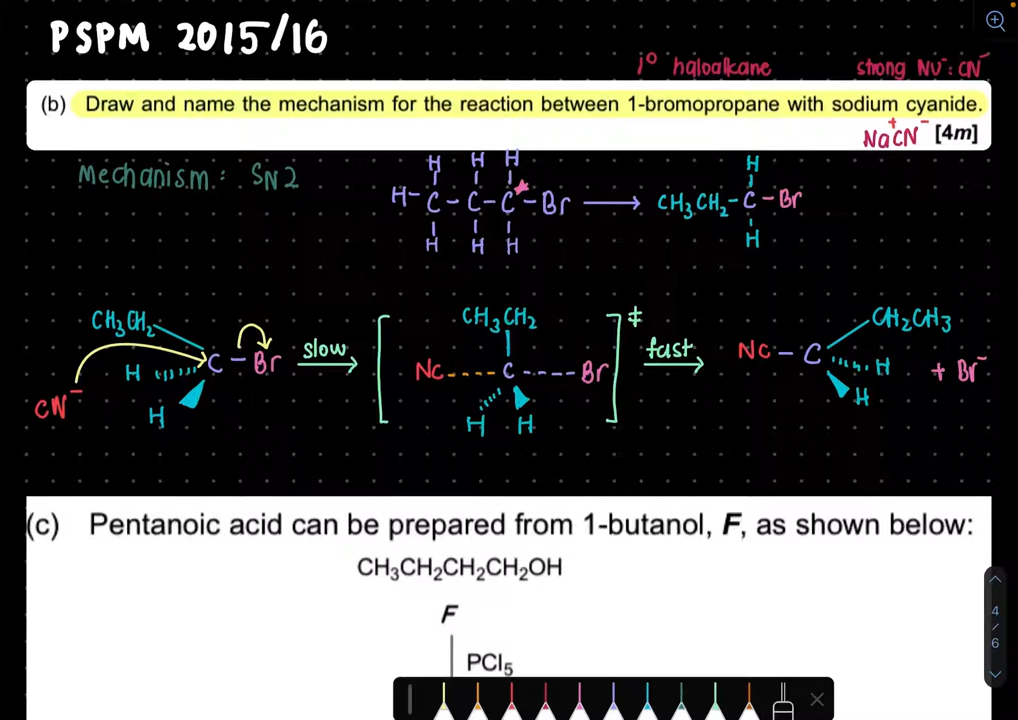 PSPM 2015/16
1° haloalkane strong Nu⁻: CN⁻
(b) Draw and name the mechanism for the reaction between 1-bromopropane with sodium cyanide.
Na⁺CN⁻ [4m]
Mechanism: SN2
H H H
H-C-C-C-Br → CH3CH2-C-Br
H H H
H
H
CH3CH2 C-Br
H
H
CN⁻
slow
[CH3CH2
NC----C----Br
H H]‡
fast
NC-C
CH2CH3
H
H
+ Br⁻
(c) Pentanoic acid can be prepared from 1-butanol, F, as shown below:
CH₃CH₂CH₂CH₂OH
F
PCl₅
4
/
6